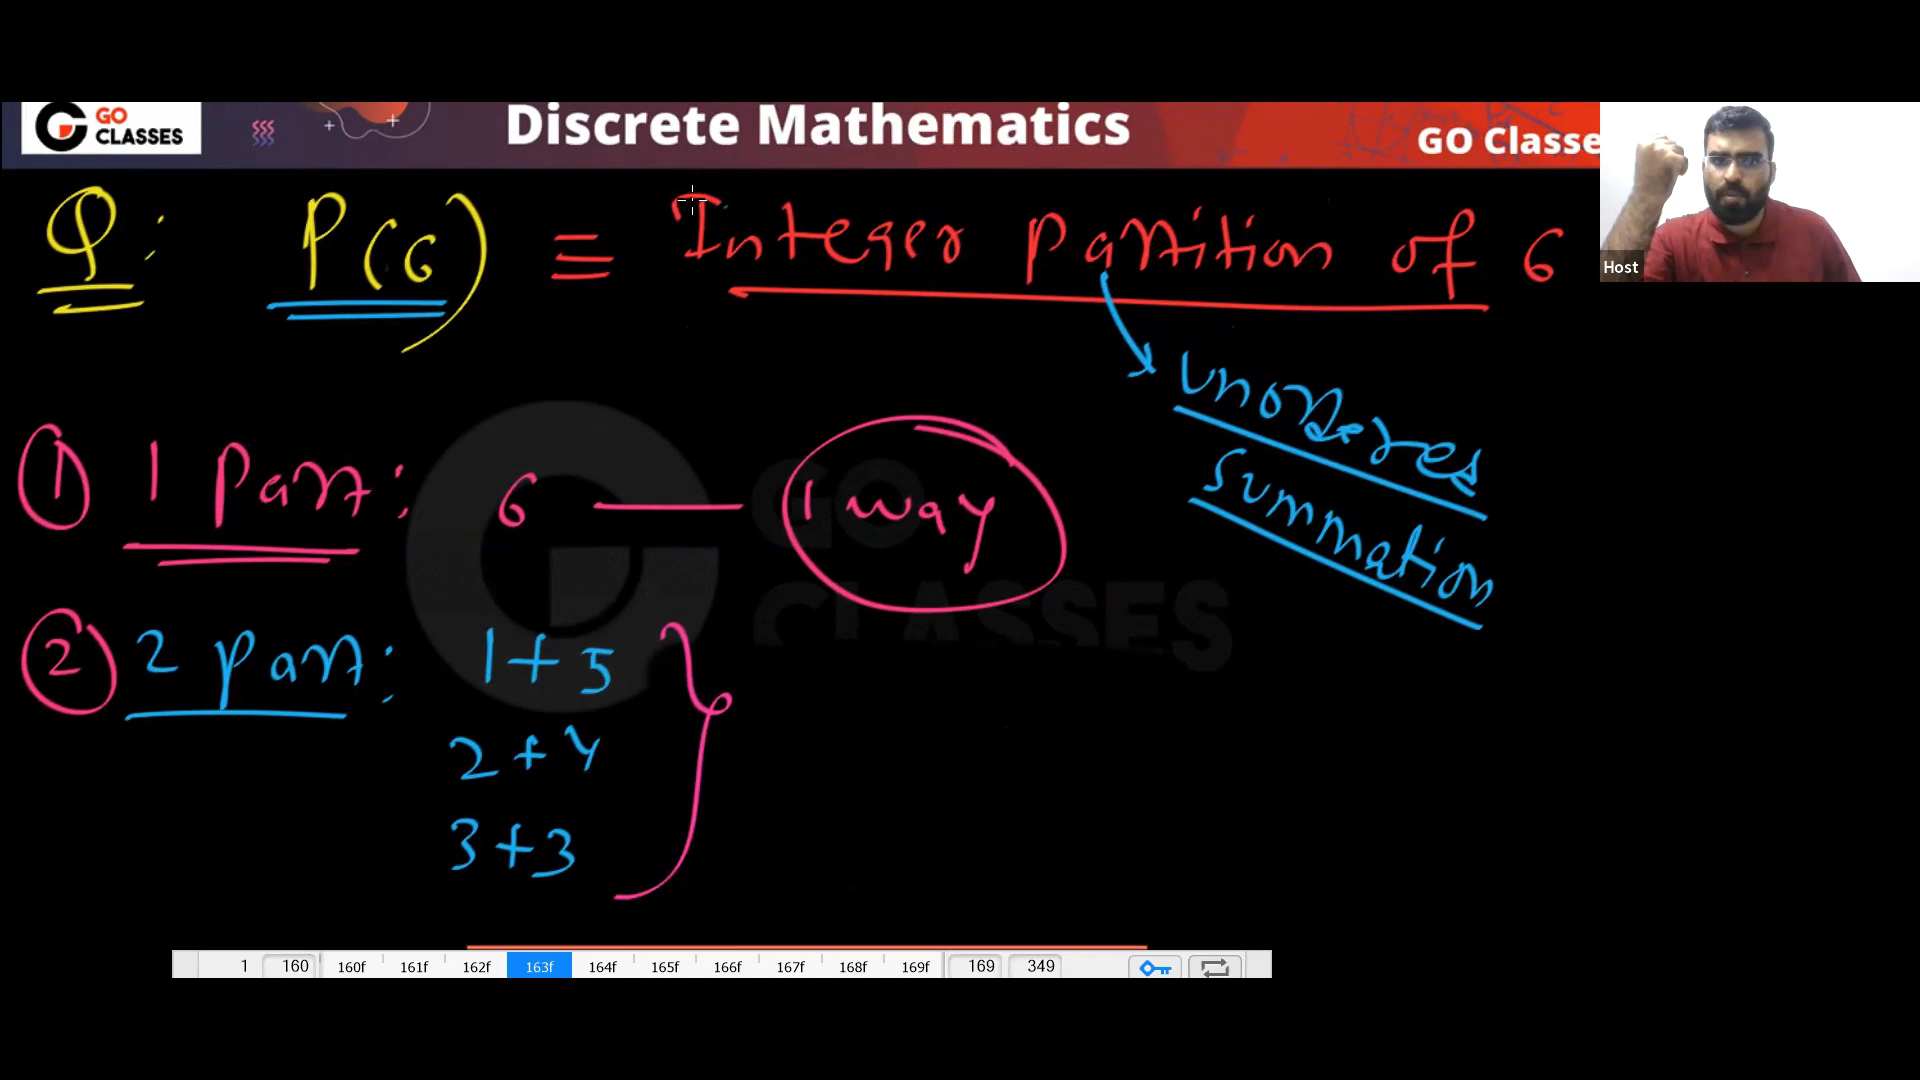 GO
CLASSES
Discrete Mathematics
GO Classe
Q: P(6) ≡ Integer Partition of 6
Host
unordered
summation
① 1 Part: 6 — 1 way
GO
CLASSES
② 2 part: 1+5
2+4
3+3
1 160 160f 161f 162f 163f 164f 165f 166f 167f 168f 169f 169 349